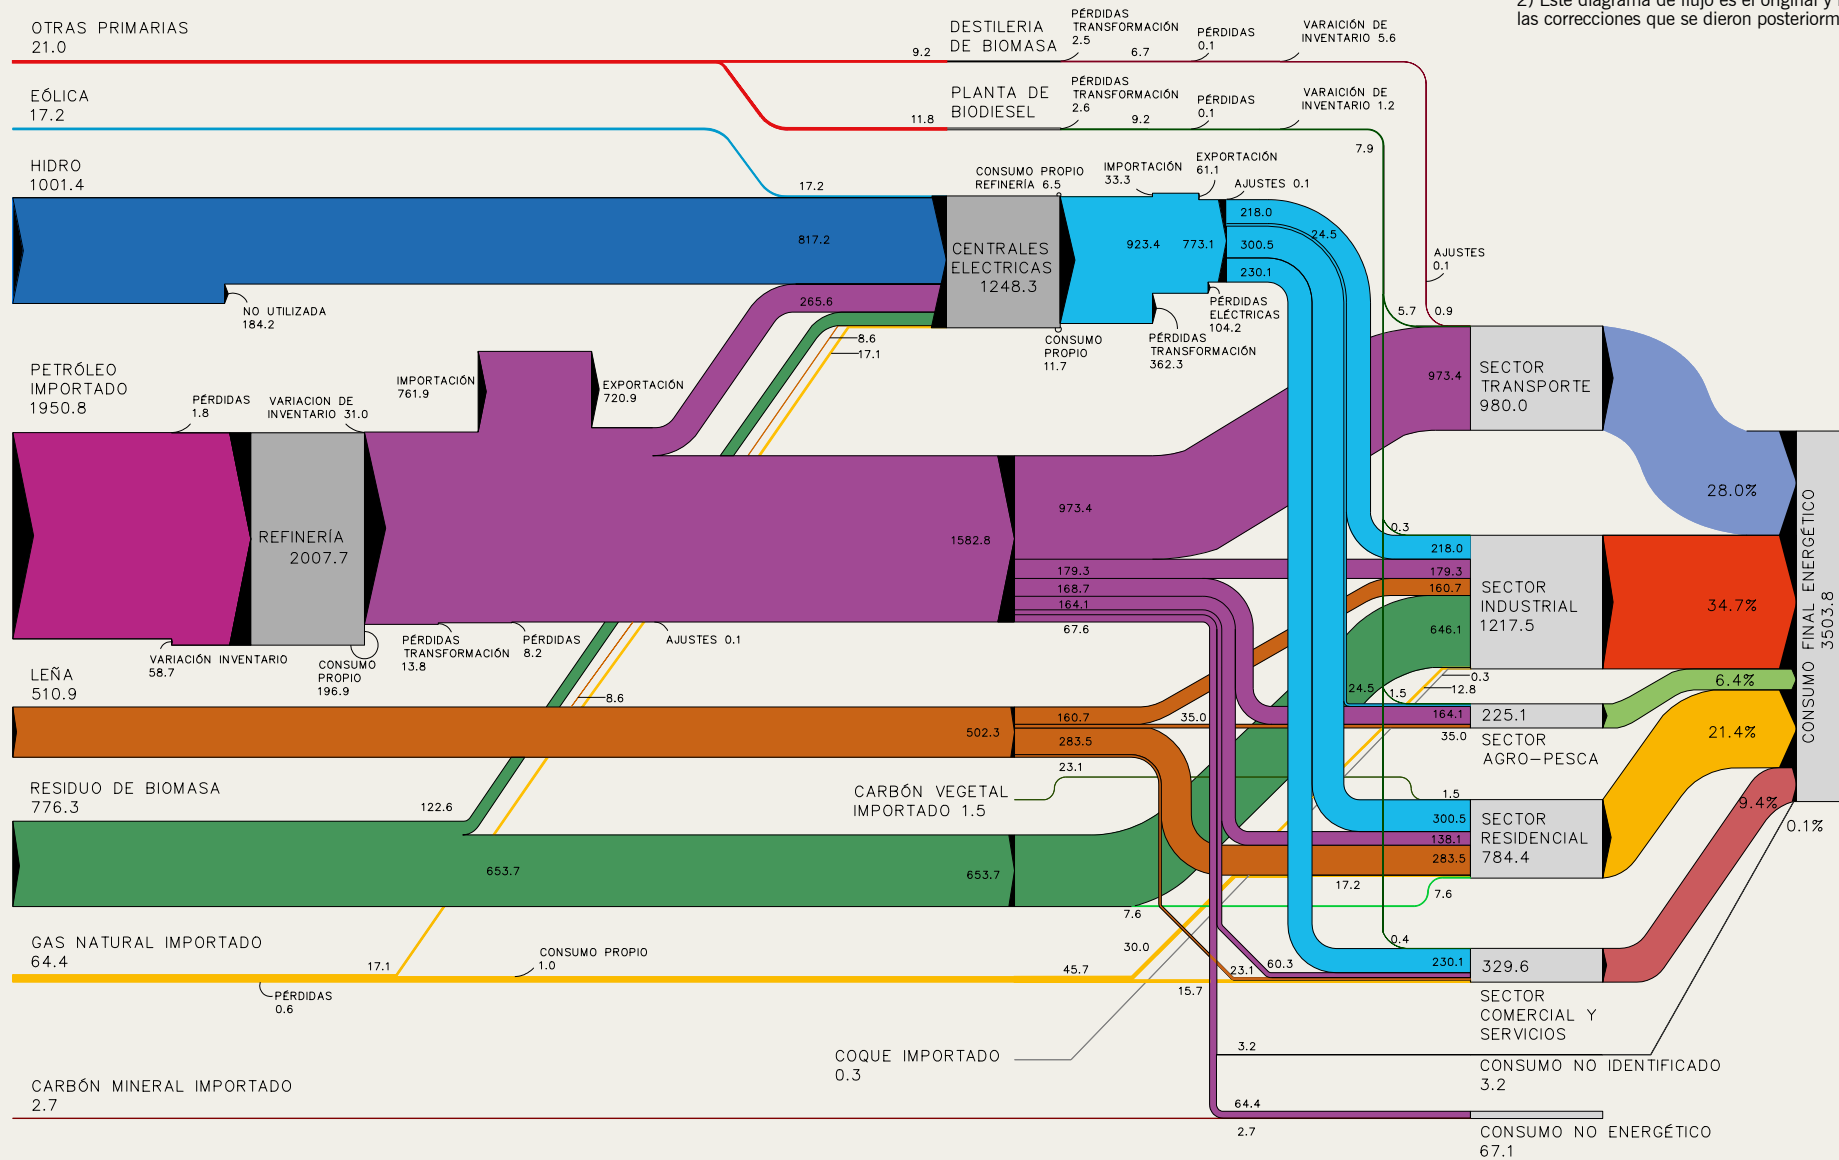 2) Este diagrama de flujo es el original y
las correcciones que se dieron posteriorm
OTRAS PRIMARIAS
21.0
9.2
DESTILERIA
DE BIOMASA
PÉRDIDAS
TRANSFORMACIÓN
2.5
6.7
PÉRDIDAS
0.1
VARAICIÓN DE
INVENTARIO 5.6
EÓLICA
17.2
11.8
PLANTA DE
BIODIESEL
PÉRDIDAS
TRANSFORMACIÓN
2.6
9.2
PÉRDIDAS
0.1
VARAICIÓN DE
INVENTARIO 1.2
7.9
HIDRO
1001.4
17.2
817.2
NO UTILIZADA
184.2
265.6
8.6
17.1
CONSUMO PROPIO
REFINERÍA 6.5
CENTRALES
ELECTRICAS
1248.3
CONSUMO
PROPIO
11.7
IMPORTACIÓN
33.3
EXPORTACIÓN
61.1
AJUSTES 0.1
923.4
773.1
PÉRDIDAS
ELÉCTRICAS
104.2
PÉRDIDAS
TRANSFORMACIÓN
362.3
218.0
24.5
300.5
230.1
AJUSTES
0.1
5.7
0.9
PETRÓLEO
IMPORTADO
1950.8
PÉRDIDAS
1.8
VARIACION DE
INVENTARIO 31.0
IMPORTACIÓN
761.9
EXPORTACIÓN
720.9
REFINERÍA
2007.7
VARIACIÓN INVENTARIO
58.7
CONSUMO
PROPIO
196.9
PÉRDIDAS
TRANSFORMACIÓN
13.8
PÉRDIDAS
8.2
AJUSTES 0.1
1582.8
973.4
179.3
168.7
164.1
67.6
973.4
SECTOR
TRANSPORTE
980.0
28.0%
0.3
218.0
179.3
160.7
646.1
SECTOR
INDUSTRIAL
1217.5
34.7%
0.3
12.8
CONSUMO FINAL ENERGÉTICO
3503.8
LEÑA
510.9
8.6
502.3
160.7
35.0
283.5
23.1
24.5
1.5
164.1
35.0
225.1
SECTOR
AGRO-PESCA
6.4%
RESIDUO DE BIOMASA
776.3
122.6
653.7
653.7
CARBÓN VEGETAL
IMPORTADO 1.5
1.5
300.5
138.1
283.5
17.2
7.6
7.6
SECTOR
RESIDENCIAL
784.4
21.4%
9.4%
0.1%
GAS NATURAL IMPORTADO
64.4
17.1
PÉRDIDAS
0.6
CONSUMO PROPIO
1.0
45.7
30.0
15.7
23.1
60.3
0.4
230.1
329.6
SECTOR
COMERCIAL Y
SERVICIOS
COQUE IMPORTADO
0.3
3.2
CONSUMO NO IDENTIFICADO
3.2
CARBÓN MINERAL IMPORTADO
2.7
64.4
2.7
CONSUMO NO ENERGÉTICO
67.1